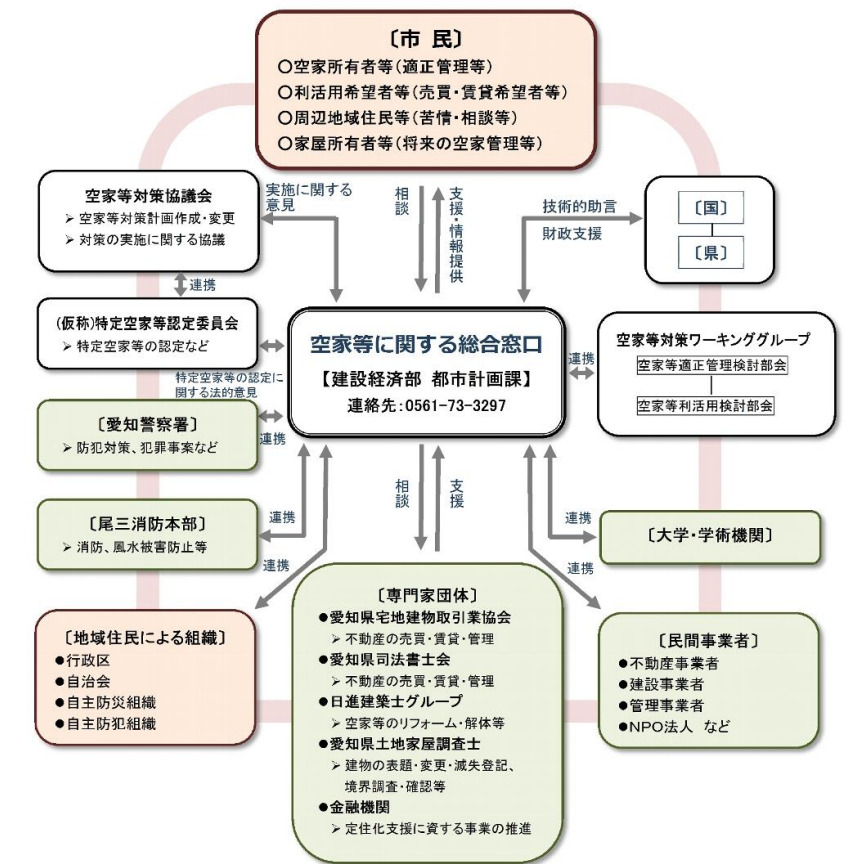 〔市 民〕
○空家所有者等(適正管理等)
○利活用希望者等(売買・賃貸希望者等)
○周辺地域住民等(苦情・相談等)
○家屋所有者等(将来の空家管理等)
空家等対策協議会
➢ 空家等対策計画作成・変更
➢ 対策の実施に関する協議
実施に関する
意見
相談
支援・情報提供
技術的助言
財政支援
〔国〕
〔県〕
連携
(仮称)特定空家等認定委員会
➢ 特定空家等の認定など
特定空家等の認定に
関する法的意見
空家等に関する総合窓口
【建設経済部 都市計画課】
連絡先:0561-73-3297
連携
空家等対策ワーキンググループ
空家等適正管理検討部会
空家等利活用検討部会
〔愛知警察署〕
➢ 防犯対策、犯罪事案など
連携
〔尾三消防本部〕
➢ 消防、風水被害防止等
連携
連携
相談
支援
連携
連携
〔大学・学術機関〕
〔地域住民による組織〕
●行政区
●自治会
●自主防災組織
●自主防犯組織
〔専門家団体〕
●愛知県宅地建物取引業協会
➢ 不動産の売買・賃貸・管理
●愛知県司法書士会
➢ 不動産の売買・賃貸・管理
●日進建築士グループ
➢ 空家等のリフォーム・解体等
●愛知県土地家屋調査士
➢ 建物の表題・変更・滅失登記、
境界調査・確認等
●金融機関
➢ 定住化支援に資する事業の推進
〔民間事業者〕
●不動産事業者
●建設事業者
●管理事業者
●NPO法人 など